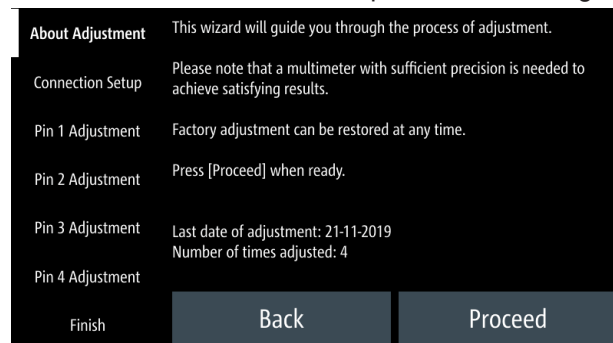 About Adjustment
Connection Setup
Pin 1 Adjustment
Pin 2 Adjustment
Pin 3 Adjustment
Pin 4 Adjustment
Finish
This wizard will guide you through the process of adjustment.
Please note that a multimeter with sufficient precision is needed to
achieve satisfying results.
Factory adjustment can be restored at any time.
Press [Proceed] when ready.
Last date of adjustment: 21-11-2019
Number of times adjusted: 4
Back
Proceed